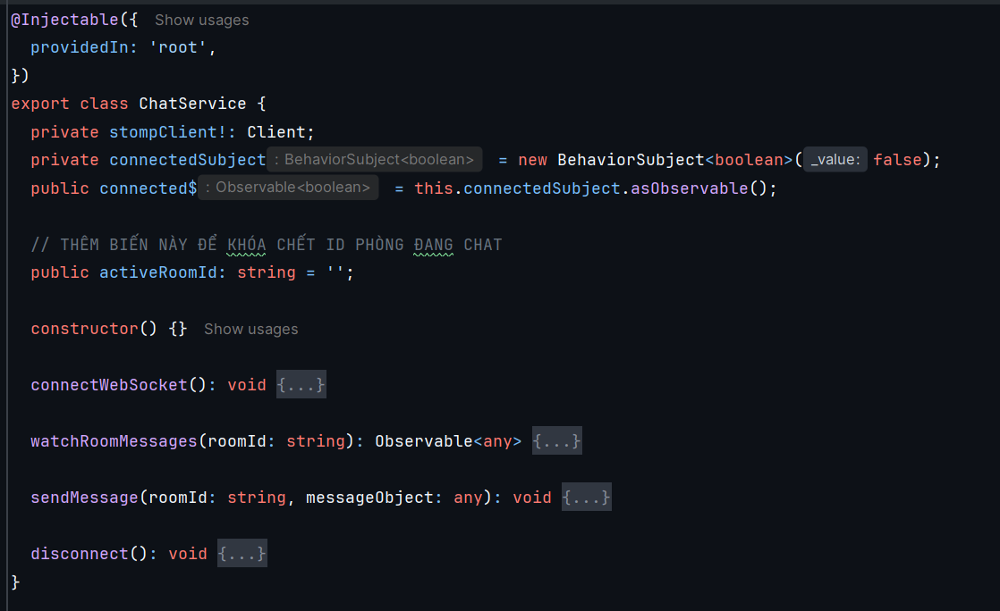 @Injectable({ Show usages
providedIn: 'root',
})
export class ChatService {
private stompClient!: Client;
private connectedSubject : BehaviorSubject<boolean> = new BehaviorSubject<boolean>( _value: false);
public connected$ : Observable<boolean> = this.connectedSubject.asObservable();
// THÊM BIẾN NÀY ĐỂ KHÓA CHẾT ID PHÒNG ĐANG CHAT
public activeRoomId: string = '';
constructor() {} Show usages
connectWebSocket(): void {...}
watchRoomMessages(roomId: string): Observable<any> {...}
sendMessage(roomId: string, messageObject: any): void {...}
disconnect(): void {...}
}